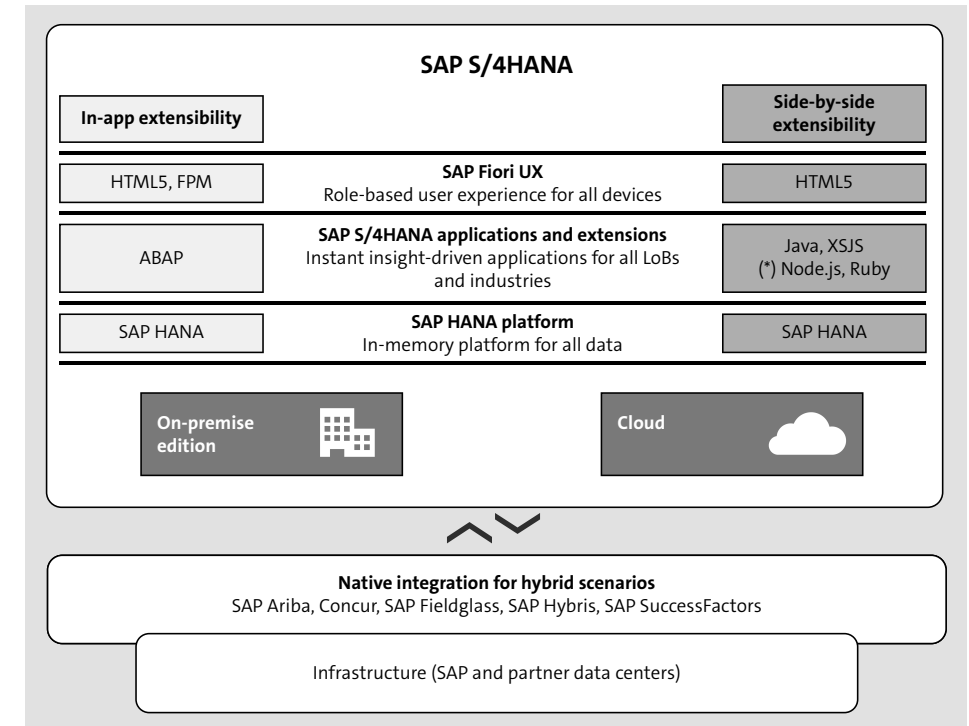 SAP S/4HANA
In-app extensibility
Side-by-side
extensibility
HTML5, FPM
SAP Fiori UX
Role-based user experience for all devices
HTML5
ABAP
SAP S/4HANA applications and extensions
Instant insight-driven applications for all LoBs
and industries
Java, XSJS
(*) Node.js, Ruby
SAP HANA
SAP HANA platform
In-memory platform for all data
SAP HANA
On-premise
edition
Cloud
Native integration for hybrid scenarios
SAP Ariba, Concur, SAP Fieldglass, SAP Hybris, SAP SuccessFactors
Infrastructure (SAP and partner data centers)